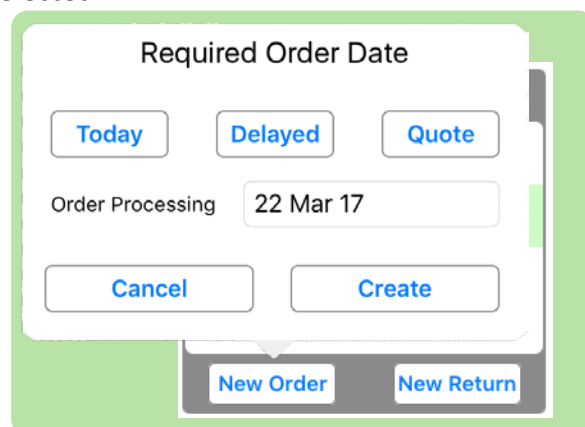 Required Order Date
Today Delayed Quote
Order Processing 22 Mar 17
Cancel Create
New Order New Return